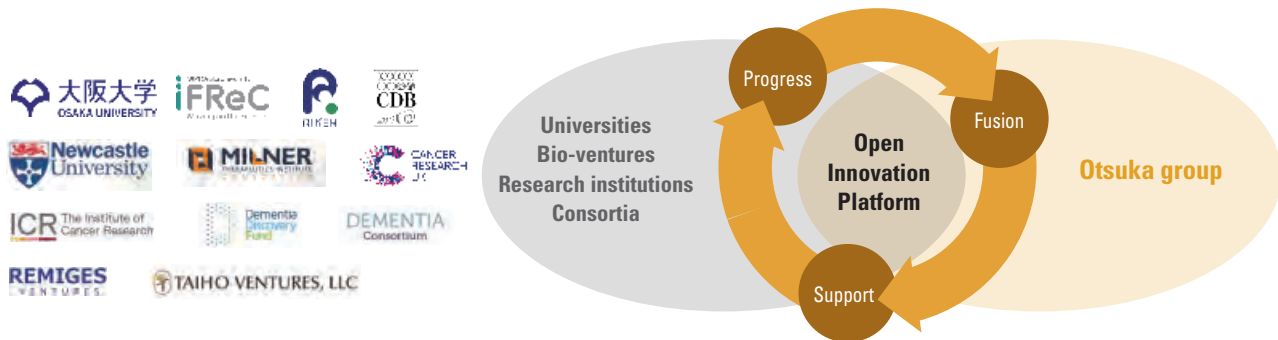 大阪大学
OSAKA UNIVERSITY
iFReC
RIKEN
CDB
Newcastle
University
MILNER
THERAPEUTICS INSTITUTE
CANCER
RESEARCH
UK
ICR The Institute of
Cancer Research
Dementia
Discovery
Fund
DEMENTIA
Consortium
REMIGES
VENTURES
TAIHO VENTURES, LLC
Universities
Bio-ventures
Research institutions
Consortia
Progress
Fusion
Support
Open
Innovation
Platform
Otsuka group